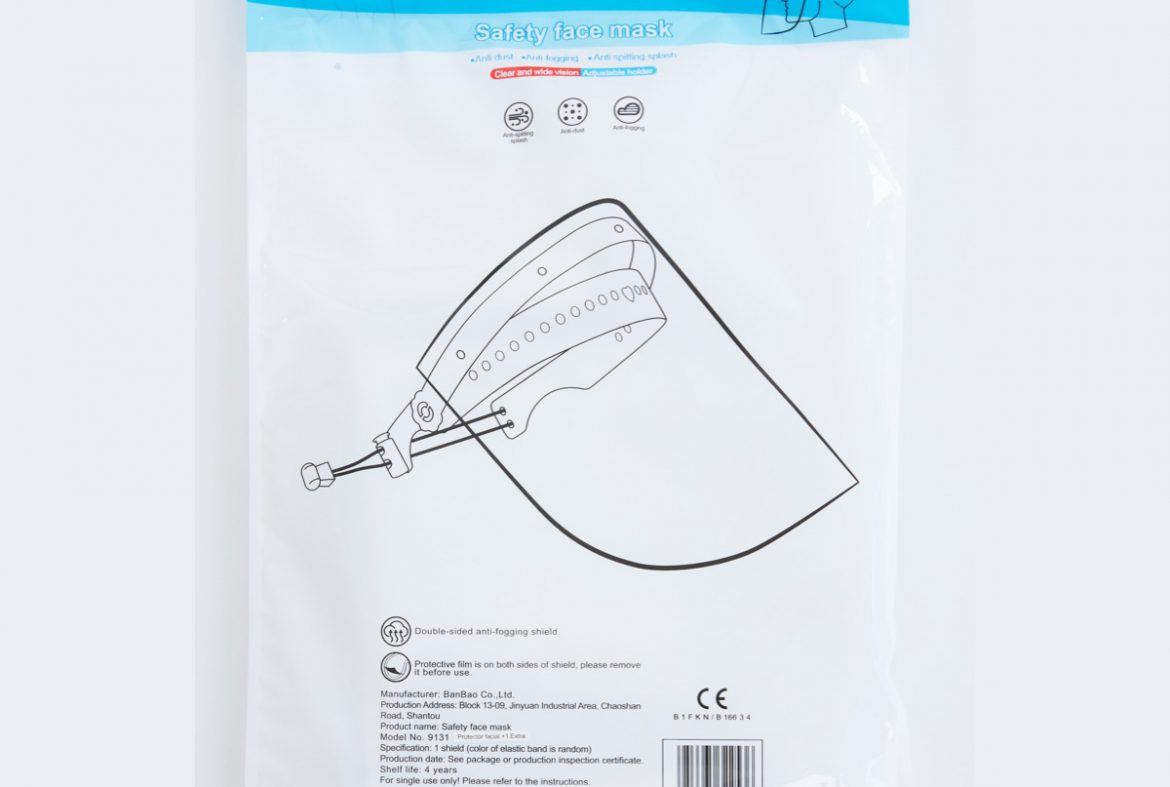 Safety face mask
•Anti dust •Anti fogging •Anti spitting splash
Clear and wide vision Adjustable holder
Anti-spitting
splash
Anti-dust
Anti-fogging
Double-sided anti-fogging shield.
Protective film is on both sides of shield, please remove
it before use.
Manufacturer: BanBao Co.,Ltd.
Production Address: Block 13-09, Jinyuan Industrial Area, Chaoshan
Road, Shantou
Product name: Safety face mask
Model No. 9131 Protector facial +1 Extra
Specification: 1 shield (color of elastic band is random)
Production date: See package or production inspection certificate.
Shelf life: 4 years
For single use only! Please refer to the instructions.
CE
B 1 F K N / B 166 3 4